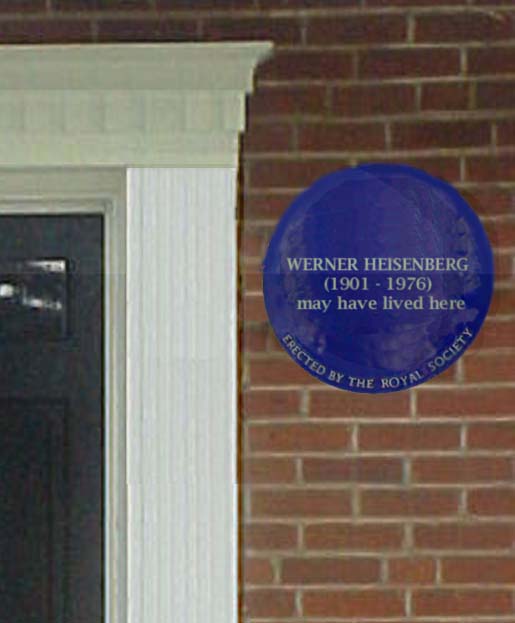 WERNER HEISENBERG
(1901 - 1976)
may have lived here
ERECTED BY THE ROYAL SOCIETY